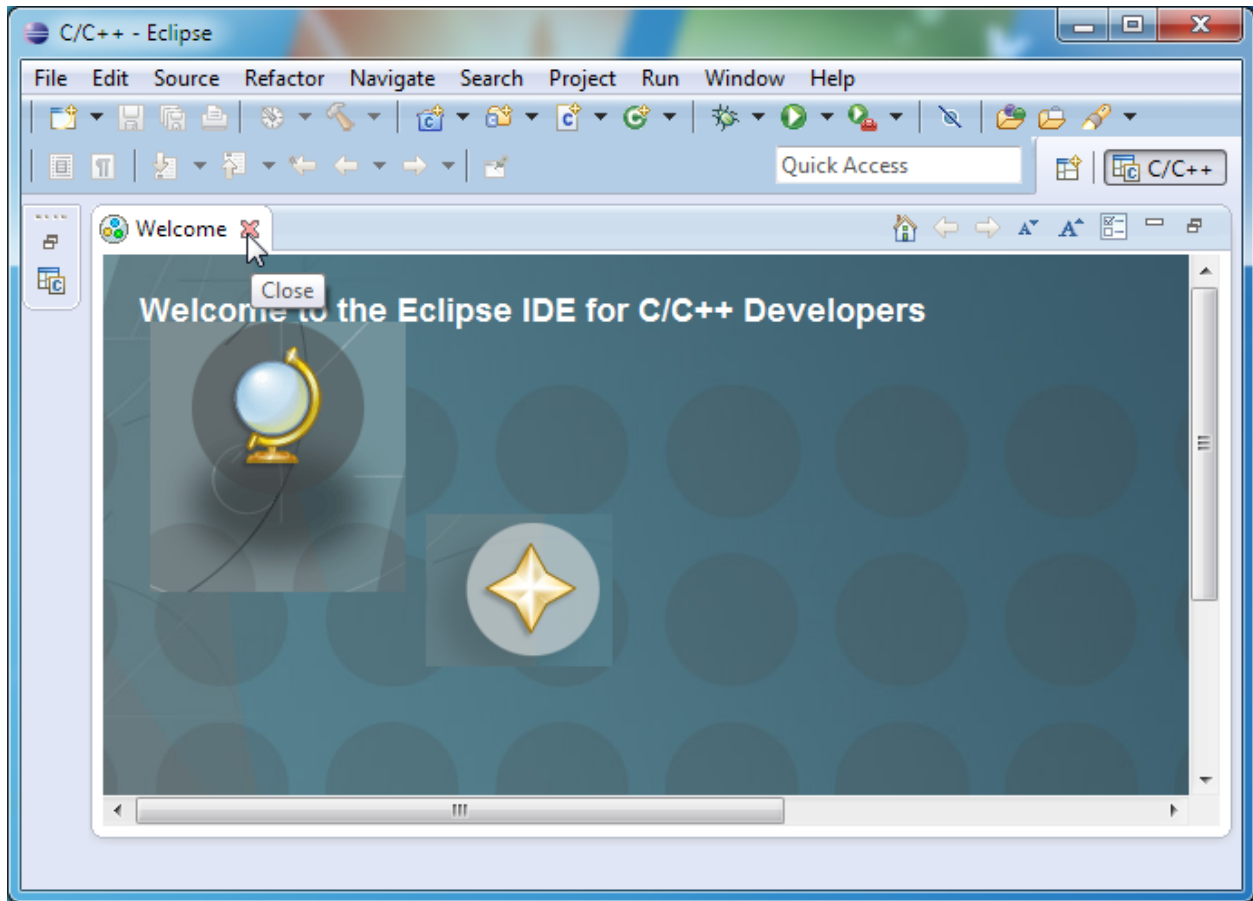 C/C++ - Eclipse
File Edit Source Refactor Navigate Search Project Run Window Help
Quick Access
C/C++
Welcome
Close
Welcome to the Eclipse IDE for C/C++ Developers